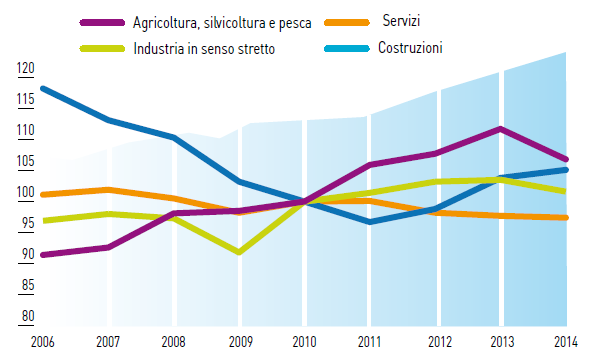 Agricoltura, silvicoltura e pesca
Servizi
Industria in senso stretto
Costruzioni
120
115
110
105
100
95
90
85
80
2006 2007 2008 2009 2010 2011 2012 2013 2014